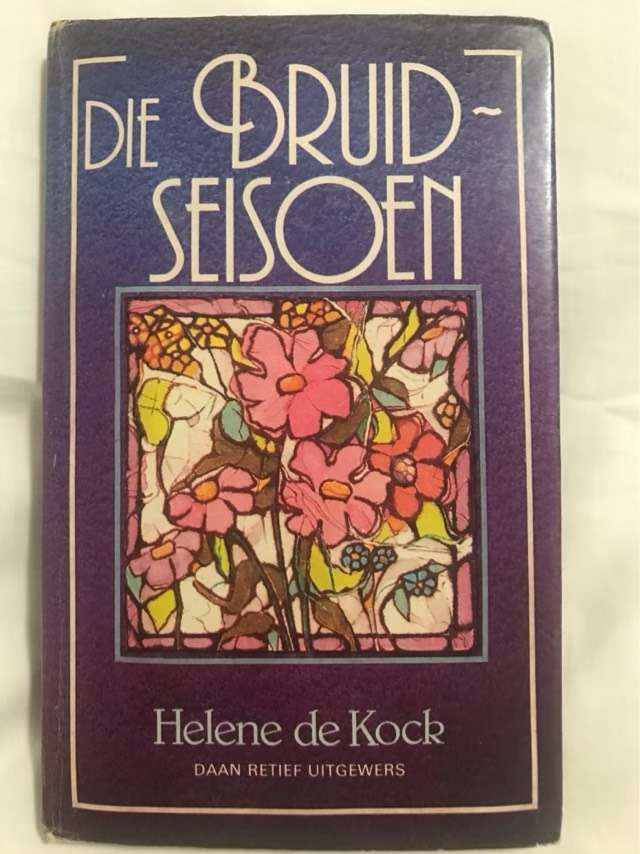 DIE BRUID~
SEISOEN
Helene de Kock
DAAN RETIEF UITGEWERS